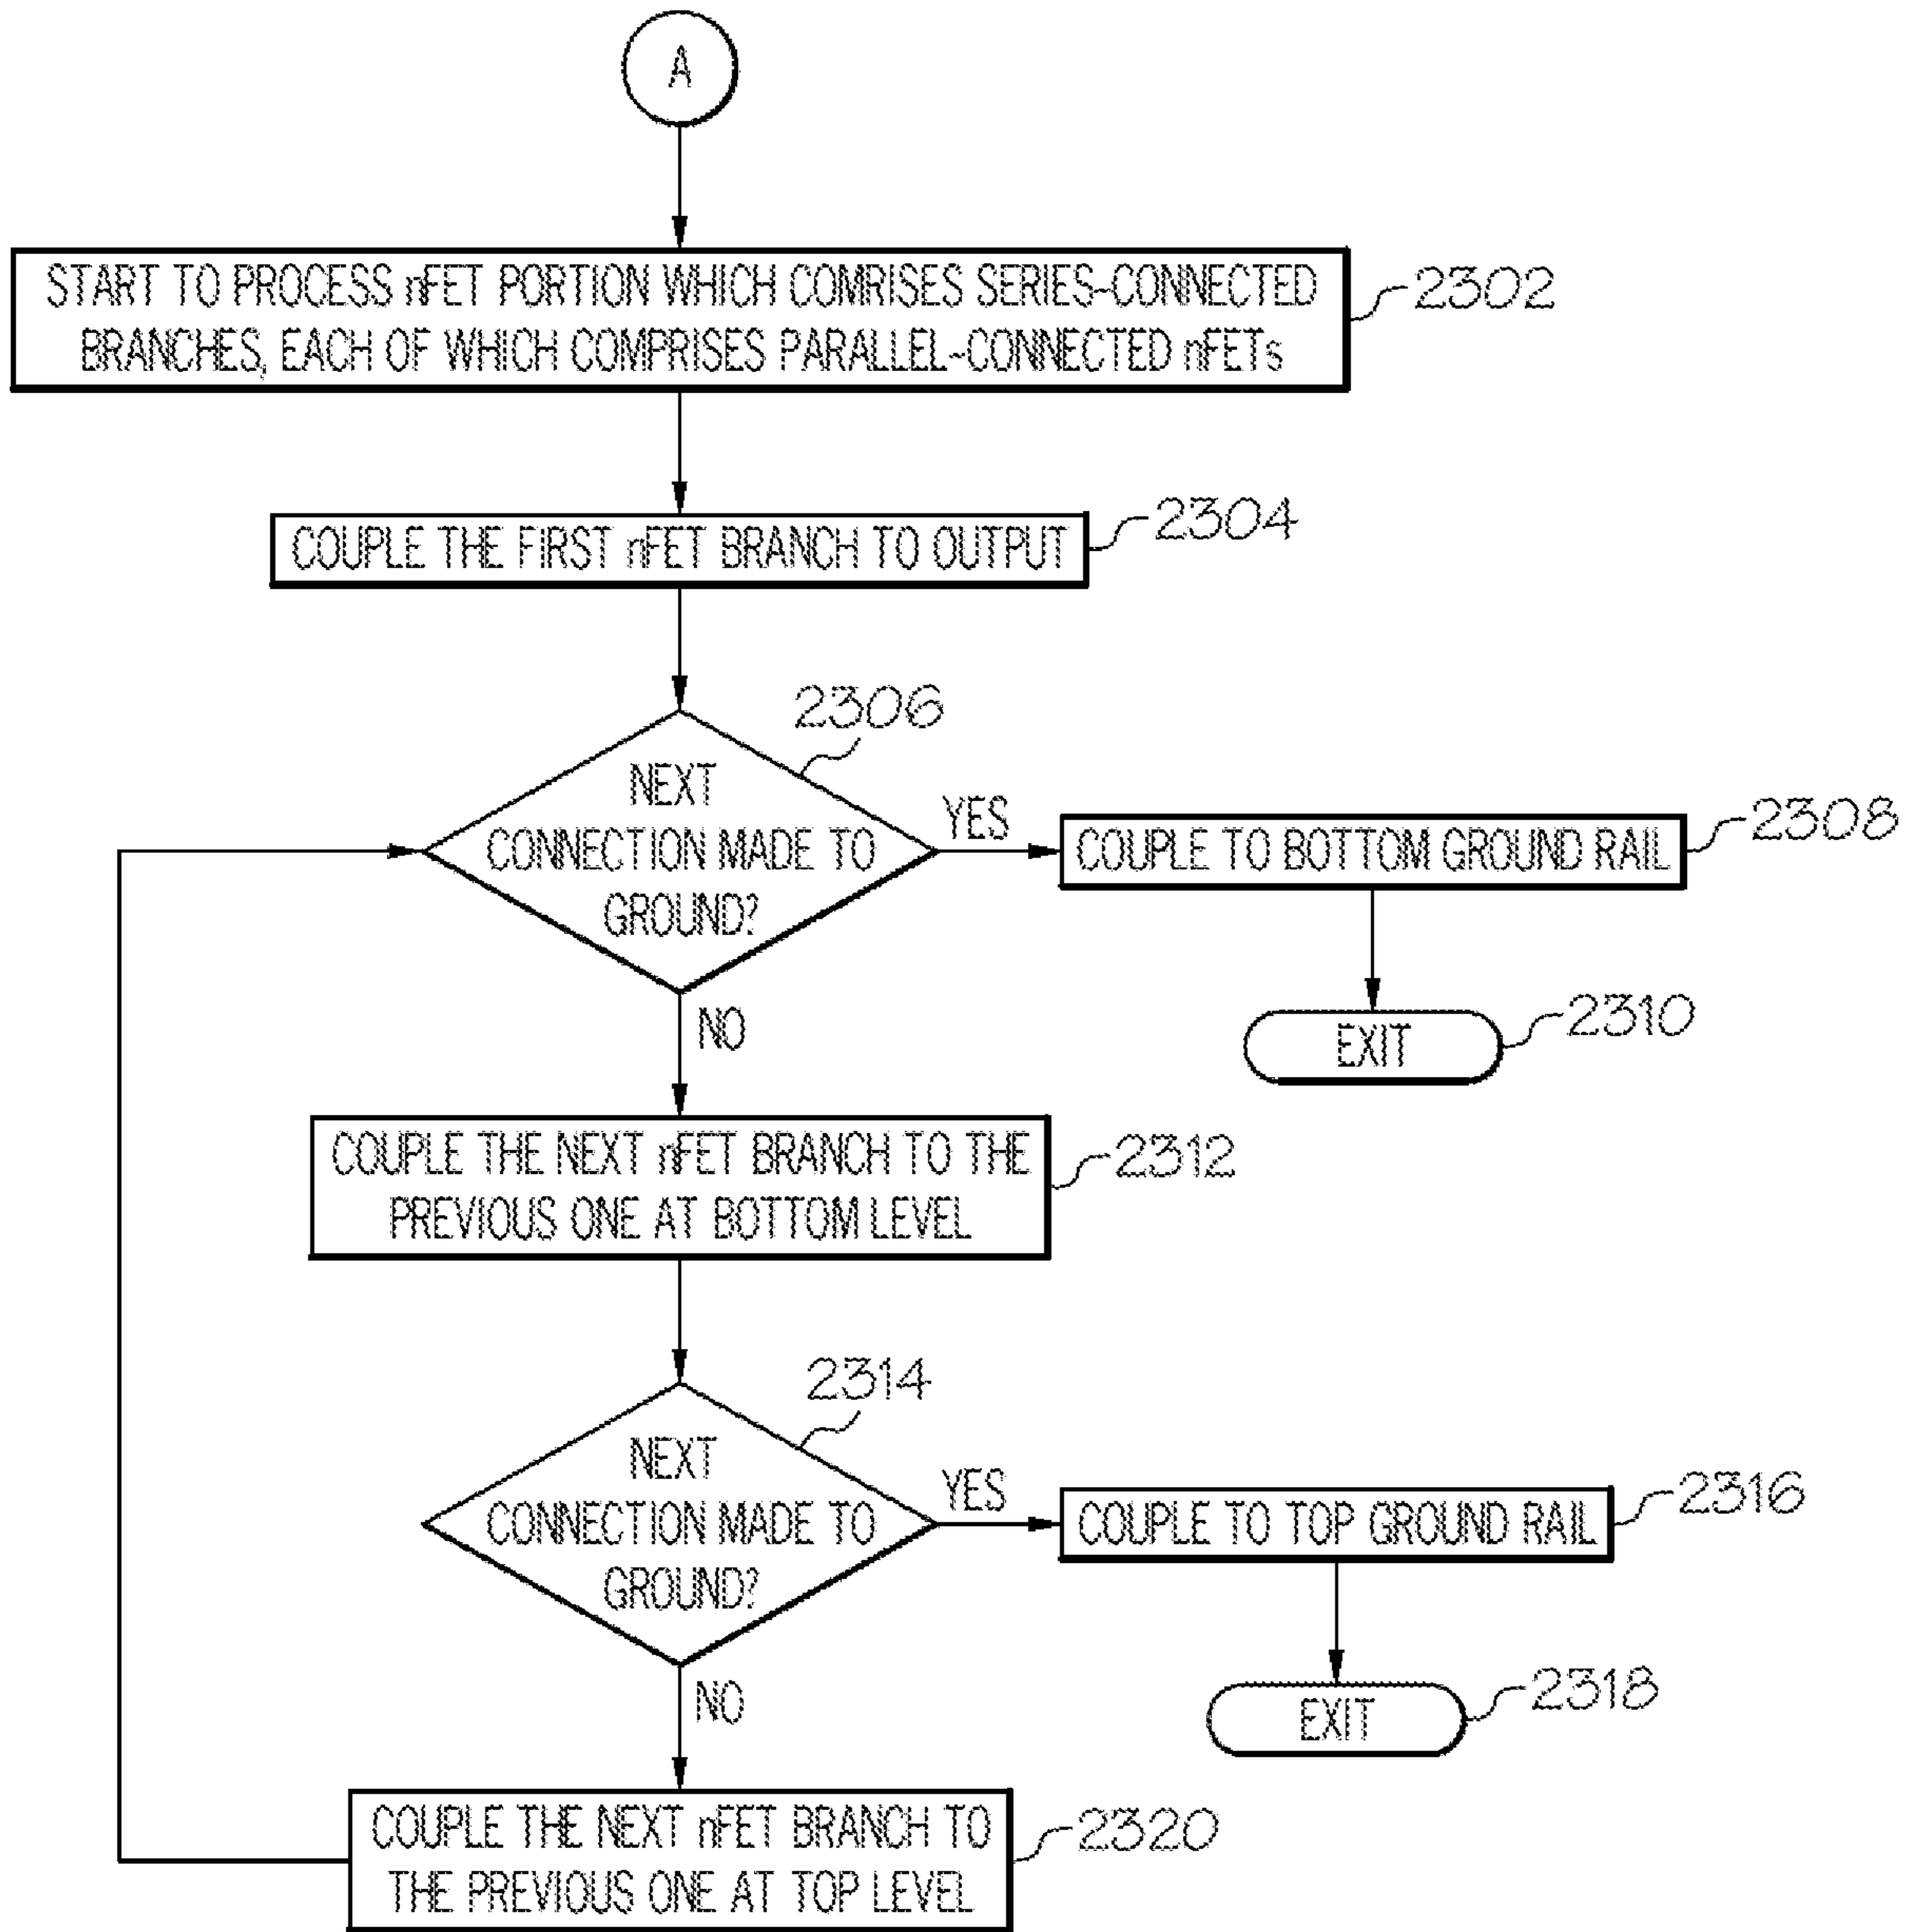 A
START TO PROCESS nFET PORTION WHICH COMRISES SERIES-CONNECTED
BRANCHES, EACH OF WHICH COMPRISES PARALLEL-CONNECTED nFETs
2302
COUPLE THE FIRST nFET BRANCH TO OUTPUT
2304
2306
NEXT
CONNECTION MADE TO
GROUND?
YES
COUPLE TO BOTTOM GROUND RAIL
2308
EXIT
2310
NO
COUPLE THE NEXT nFET BRANCH TO THE
PREVIOUS ONE AT BOTTOM LEVEL
2312
2314
NEXT
CONNECTION MADE TO
GROUND?
YES
COUPLE TO TOP GROUND RAIL
2316
EXIT
2318
NO
COUPLE THE NEXT nFET BRANCH TO
THE PREVIOUS ONE AT TOP LEVEL
2320